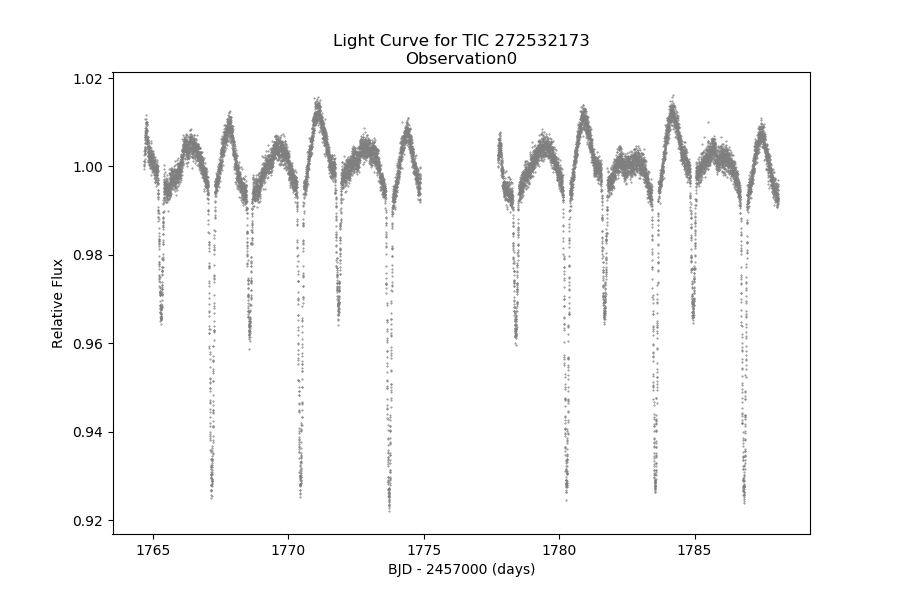 Light Curve for TIC 272532173
Observation0
1.02
1.00
0.98
0.96
0.94
0.92
Relative Flux
1765 1770 1775 1780 1785
BJD - 2457000 (days)